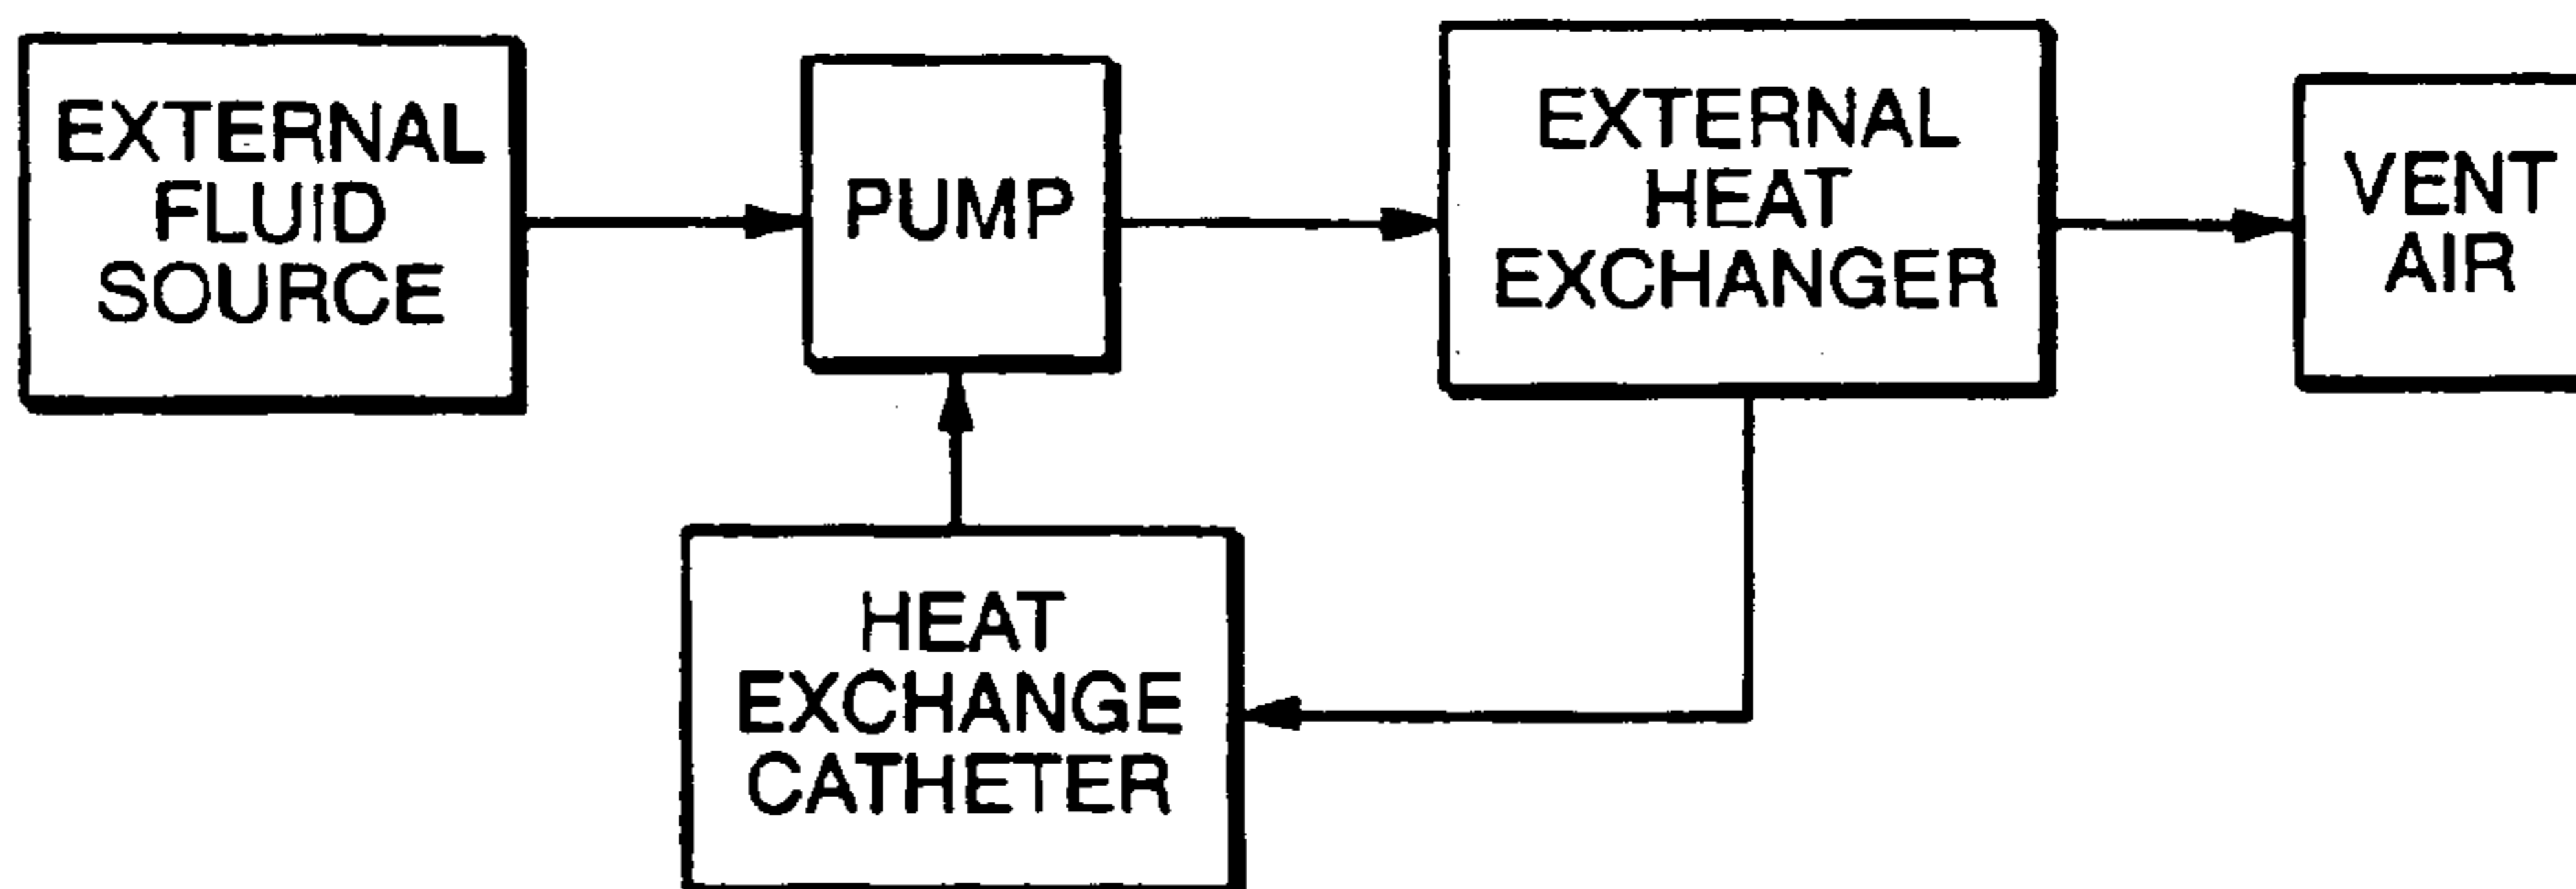 EXTERNAL
FLUID
SOURCE
PUMP
EXTERNAL
HEAT
EXCHANGER
VENT
AIR
HEAT
EXCHANGE
CATHETER